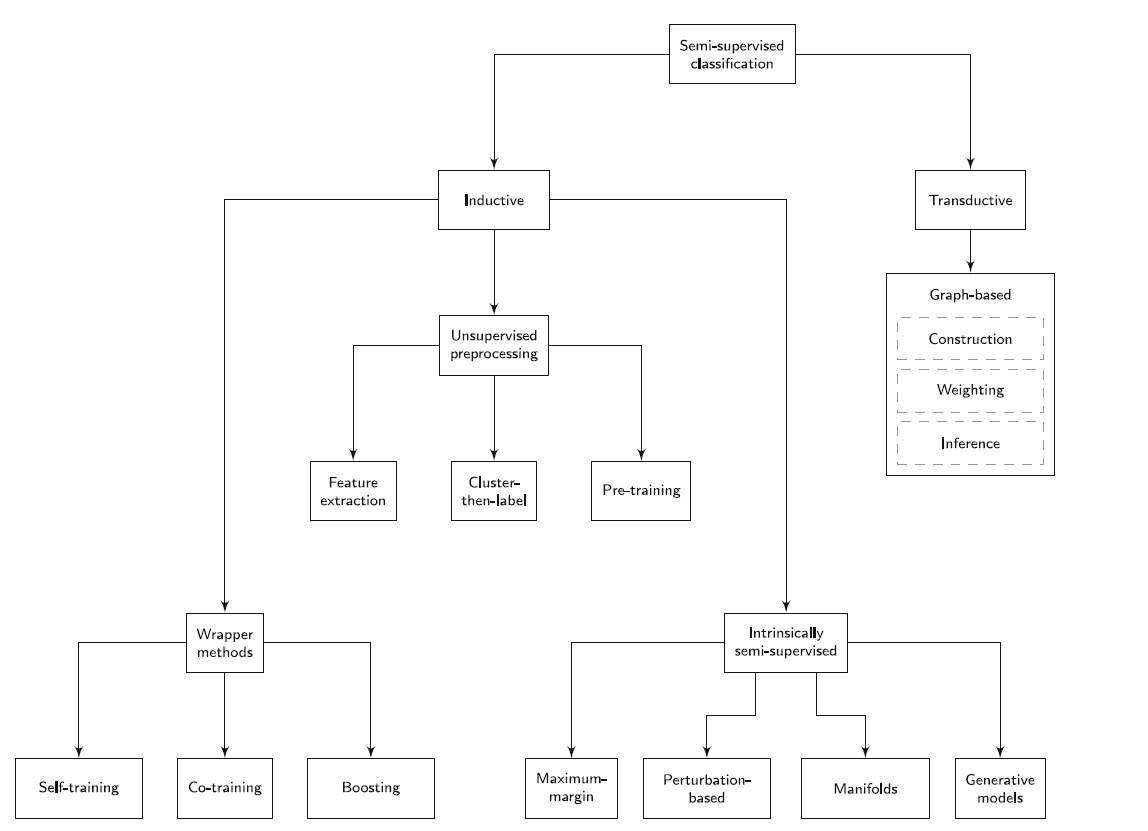 Semi-supervised
classification
Inductive
Transductive
Graph-based
Construction
Weighting
Inference
Unsupervised
preprocessing
Feature
extraction
Cluster-
then-label
Pre-training
Wrapper
methods
Intrinsically
semi-supervised
Self-training
Co-training
Boosting
Maximum-
margin
Perturbation-
based
Manifolds
Generative
models